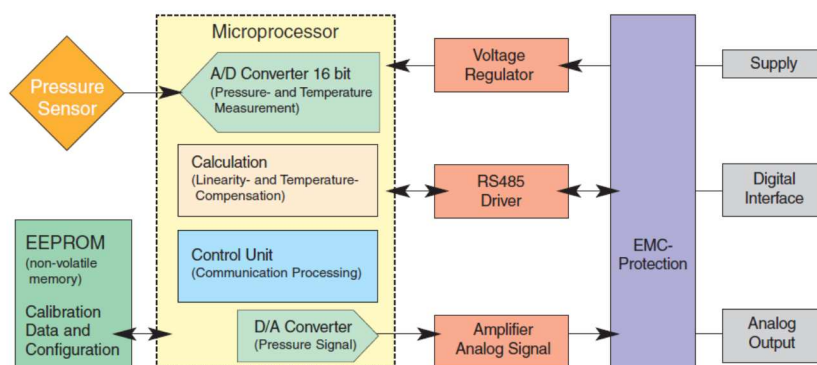 Microprocessor
Pressure
Sensor
A/D Converter 16 bit
(Pressure- and Temperature
Measurement)
Voltage
Regulator
Supply
Calculation
(Linearity- and Temperature-
Compensation)
RS485
Driver
Digital
Interface
EEPROM
(non-volatile
memory)
Calibration
Data and
Configuration
Control Unit
(Communication Processing)
EMC-
Protection
D/A Converter
(Pressure Signal)
Amplifier
Analog Signal
Analog
Output